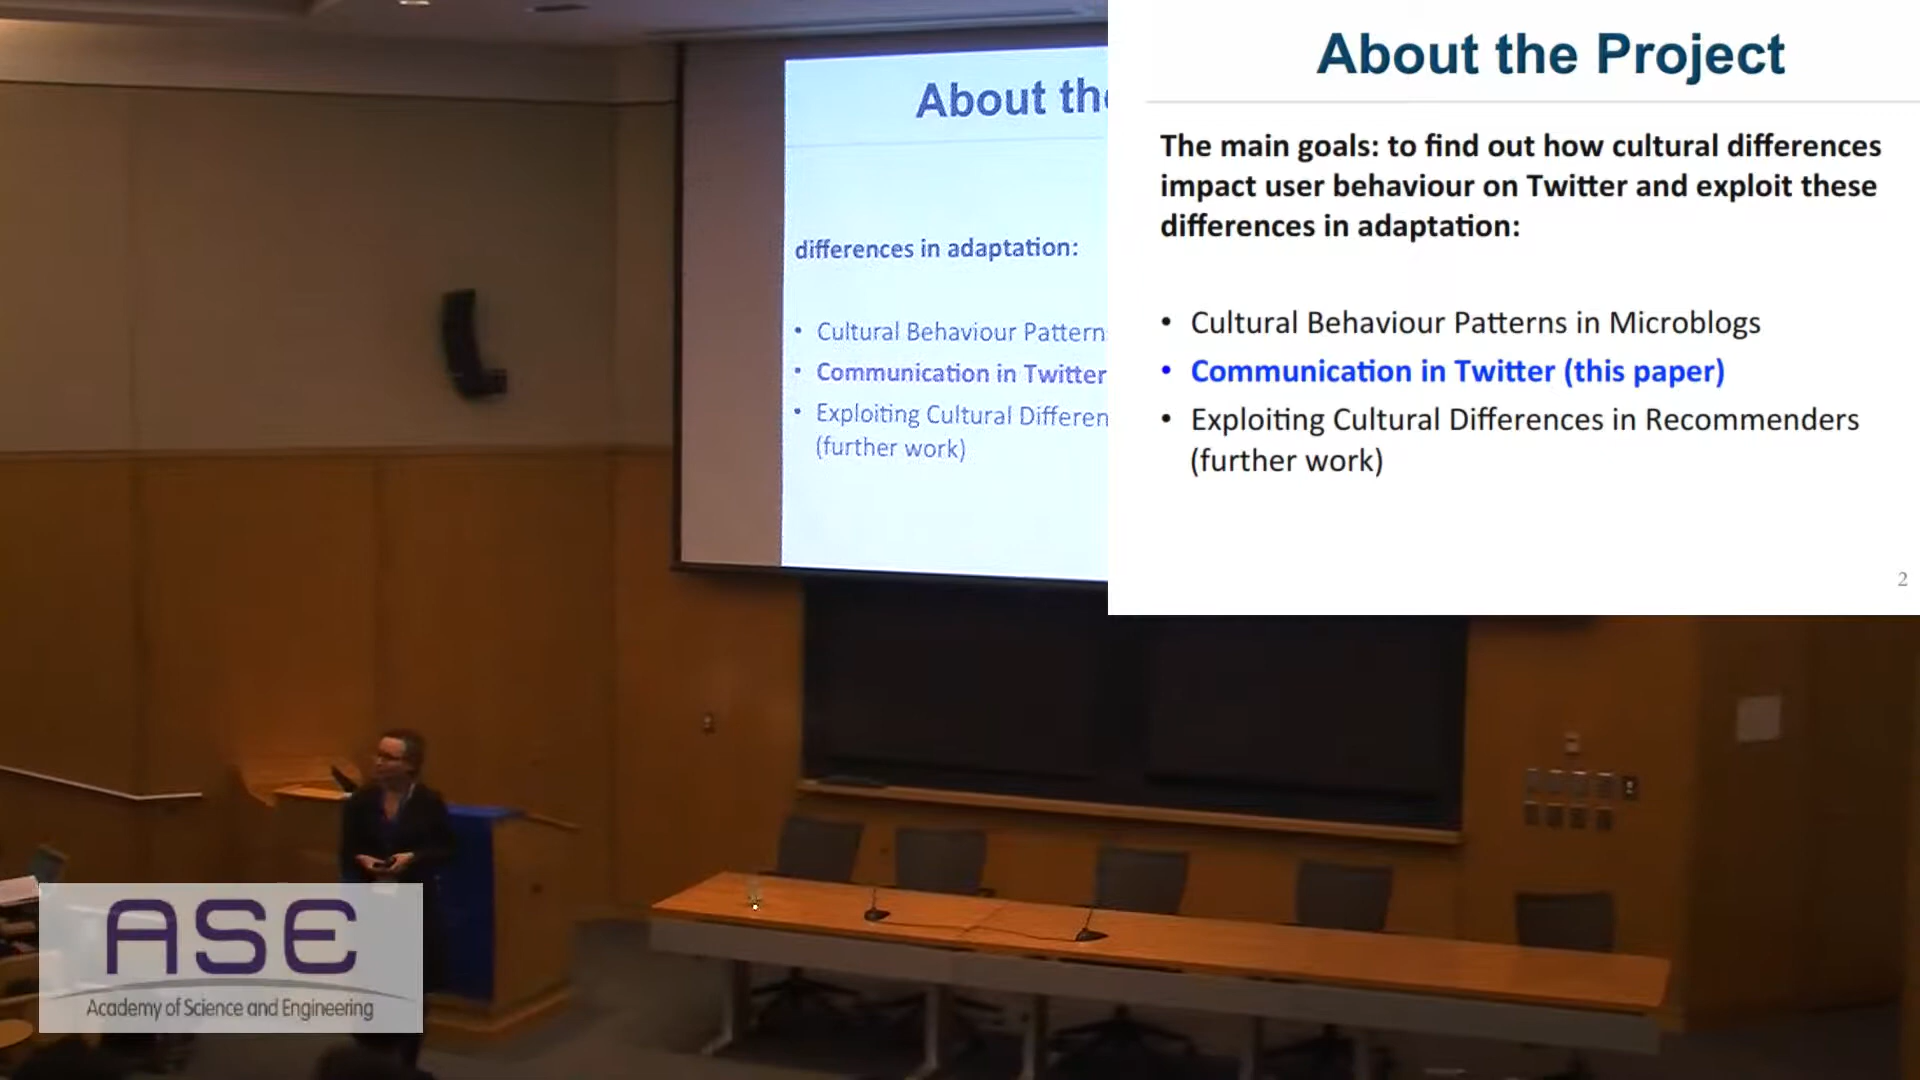 About the
differences in adaptation:
• Cultural Behaviour Pattern
• Communication in Twitter
• Exploiting Cultural Differen
(further work)
About the Project
The main goals: to find out how cultural differences
impact user behaviour on Twitter and exploit these
differences in adaptation:
• Cultural Behaviour Patterns in Microblogs
• Communication in Twitter (this paper)
• Exploiting Cultural Differences in Recommenders
(further work)
2
ASE
Academy of Science and Engineering